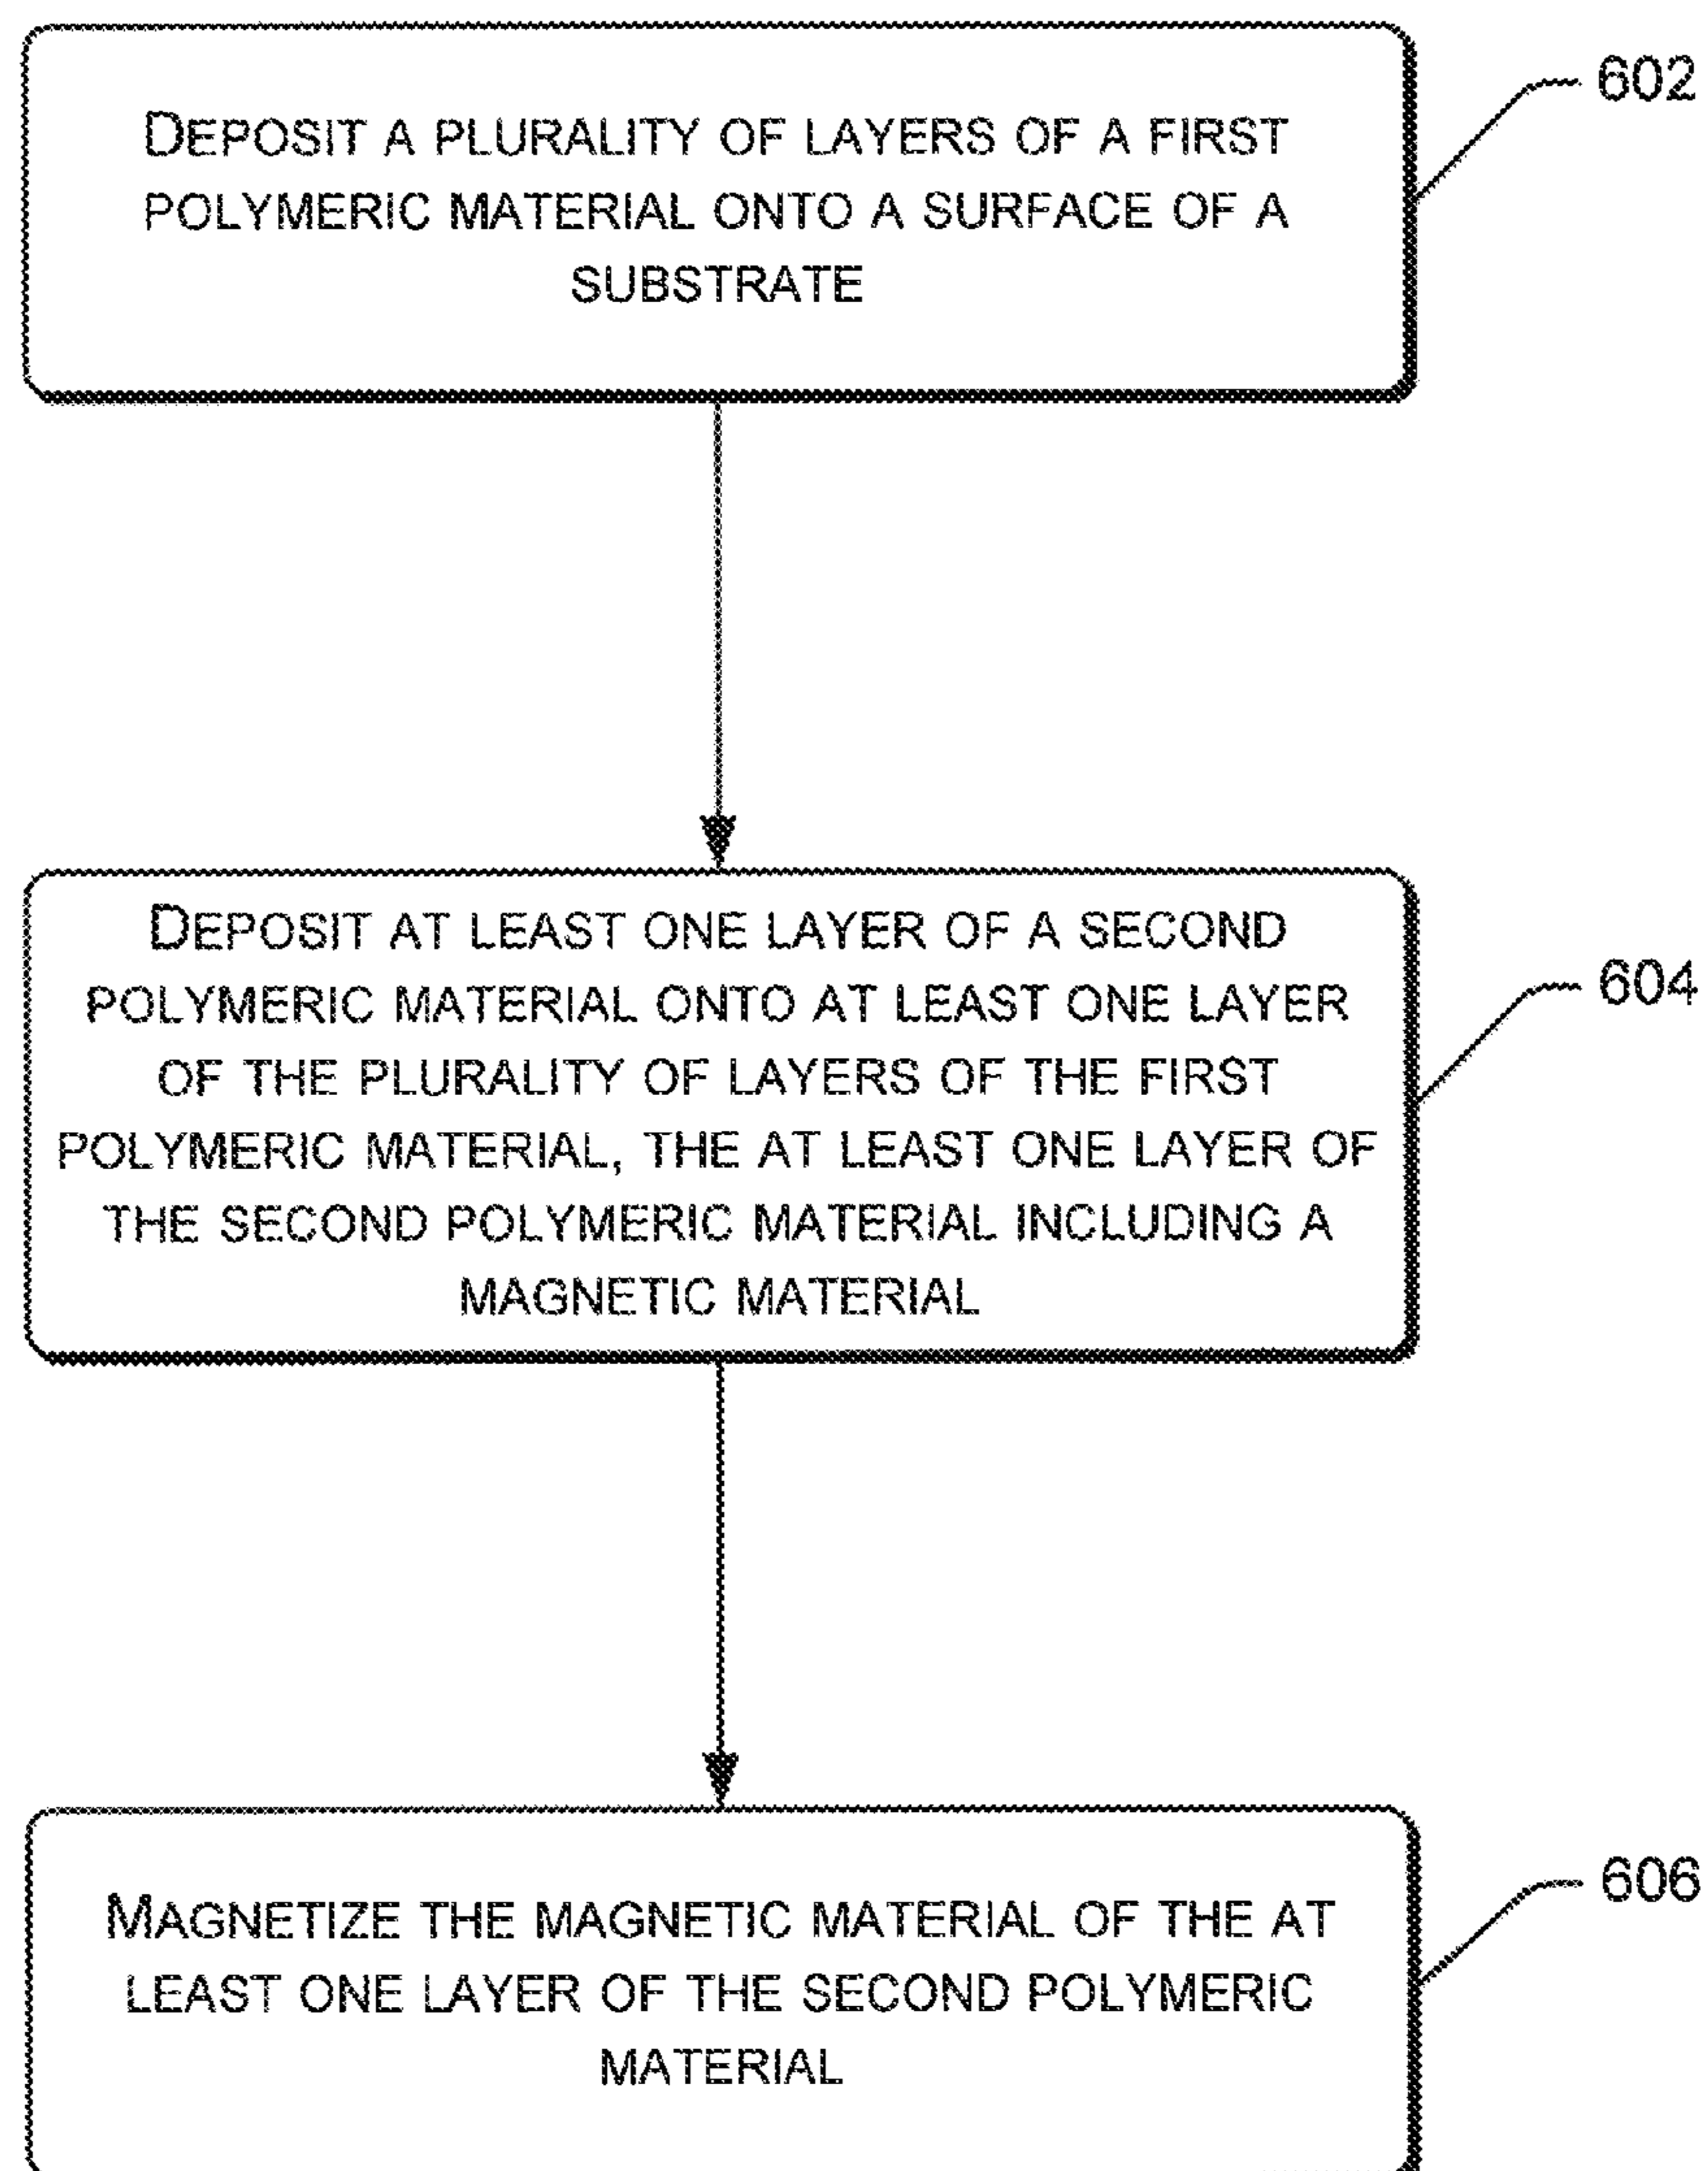 DEPOSIT A PLURALITY OF LAYERS OF A FIRST
POLYMERIC MATERIAL ONTO A SURFACE OF A
SUBSTRATE
602
DEPOSIT AT LEAST ONE LAYER OF A SECOND
POLYMERIC MATERIAL ONTO AT LEAST ONE LAYER
OF THE PLURALITY OF LAYERS OF THE FIRST
POLYMERIC MATERIAL, THE AT LEAST ONE LAYER OF
THE SECOND POLYMERIC MATERIAL INCLUDING A
MAGNETIC MATERIAL
604
MAGNETIZE THE MAGNETIC MATERIAL OF THE AT
LEAST ONE LAYER OF THE SECOND POLYMERIC
MATERIAL
606